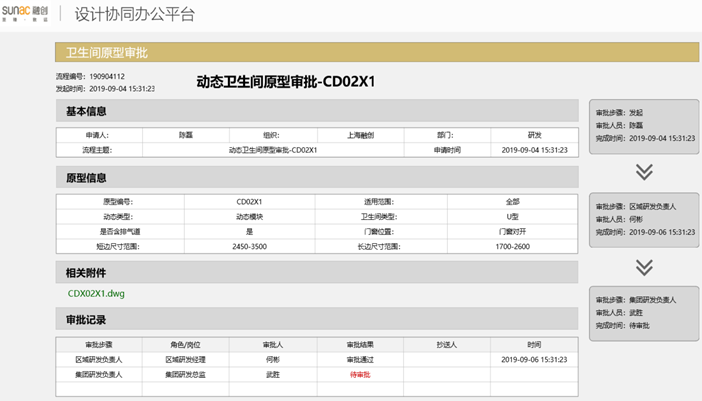 sunac 融创
至臻·致远
设计协同办公平台
卫生间原型审批
流程编号：190904112
发起时间：2019-09-04 15:31:23
动态卫生间原型审批-CD02X1
基本信息
申请人： 陈磊 组织： 上海融创 部门： 研发
流程主题： 动态卫生间原型审批-CD02X1 申请时间 2019-09-04 15:31:23
原型信息
原型编号： CD02X1 适用范围： 全部
动态类型： 动态模块 卫生间类型： U型
是否含排气道 是 门窗位置： 门窗对开
短边尺寸范围： 2450-3500 长边尺寸范围： 1700-2600
相关附件
CDX02X1.dwg
审批记录
审批步骤 角色/岗位 审批人 审批结果 抄送人 时间
区域研发负责人 区域研发经理 何彬 审批通过 2019-09-06 15:31:23
集团研发负责人 集团研发总监 武胜 待审批
审批步骤：发起
审批人员：陈磊
完成时间：2019-09-04 15:31:23
审批步骤：区域研发负责人
审批人员：何彬
完成时间：2019-09-06 15:31:23
审批步骤：集团研发负责人
审批人员：武胜
完成时间：待审批